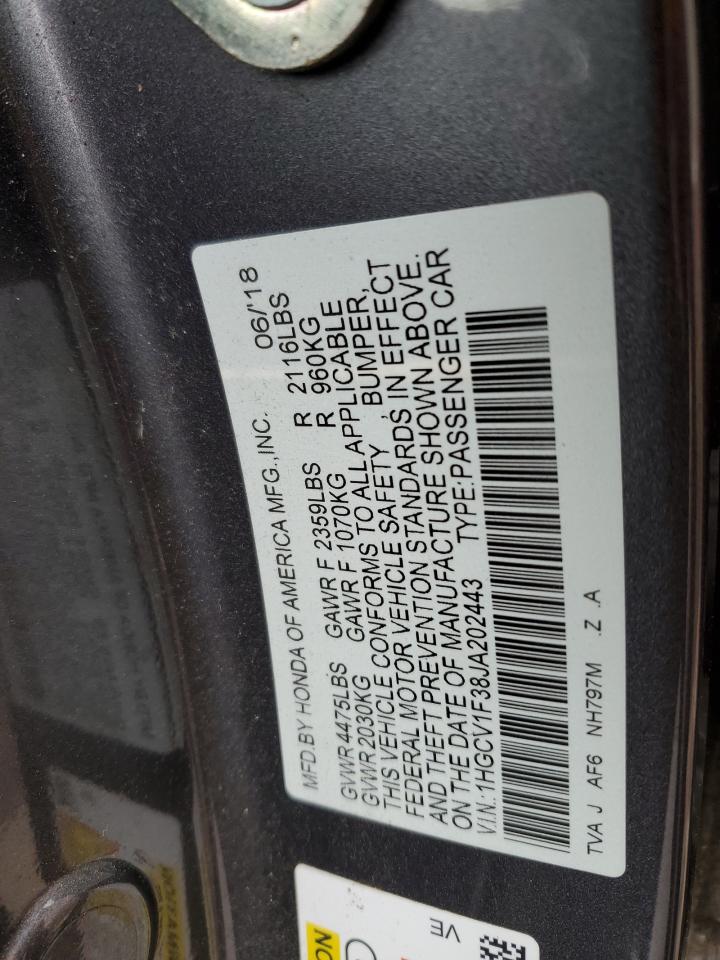 MFD.BY HONDA OF AMERICA MFG.,INC. 06/'18
GVWR 4475LBS GAWR F 2359LBS R 2116LBS
GVWR 2030KG GAWR F 1070KG R 960KG
THIS VEHICLE CONFORMS TO ALL APPLICABLE
FEDERAL MOTOR VEHICLE SAFETY, BUMPER,
AND THEFT PREVENTION STANDARDS, IN EFFECT
ON THE DATE OF MANUFACTURE SHOWN ABOVE.
V.I.N.:1HGCV1F38JA202443 TYPE:PASSENGER CAR
TVA J AF6 NH797M .Z .A